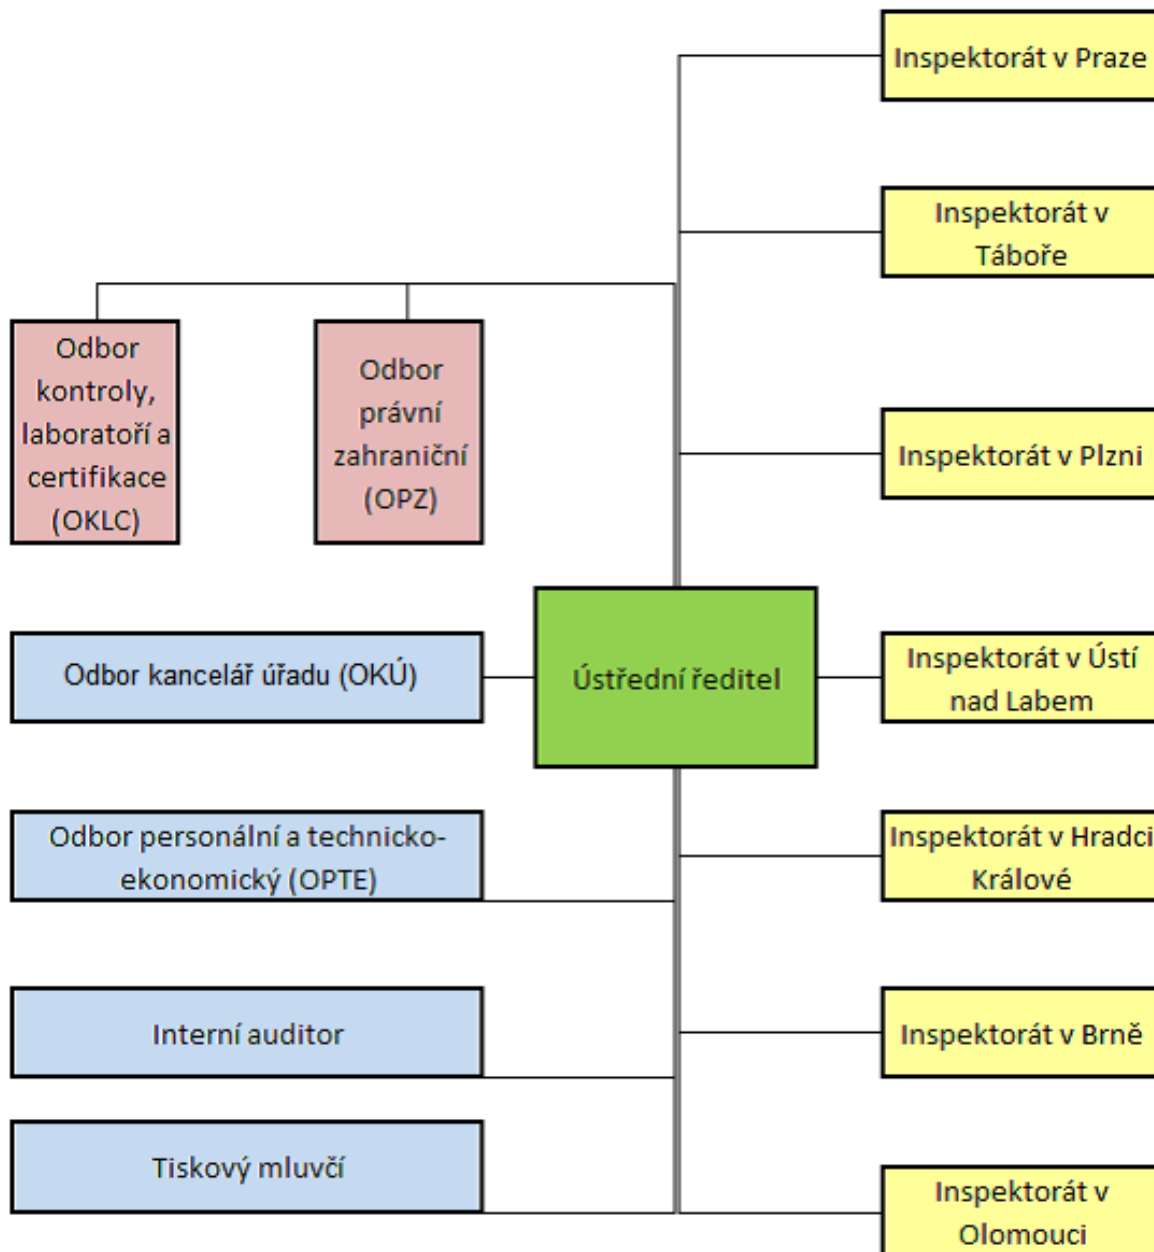 Inspektorát v Praze
Inspektorát v
Táboře
Odbor
kontroly,
laboratoří a
certifikace
(OKLC)
Odbor
právní
zahraniční
(OPZ)
Inspektorát v Plzni
Odbor kancelář úřadu (OKÚ)
Ústřední ředitel
Inspektorát v Ústí
nad Labem
Odbor personální a technicko-
ekonomický (OPTE)
Inspektorát v Hradci
Králové
Interní auditor
Inspektorát v Brně
Tiskový mluvčí
Inspektorát v
Olomouci